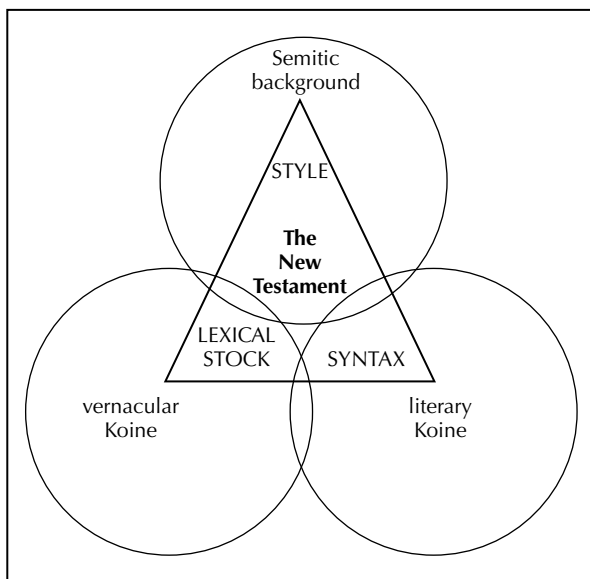 Semitic
background
STYLE
The
New
Testament
LEXICAL
STOCK
SYNTAX
vernacular
Koine
literary
Koine